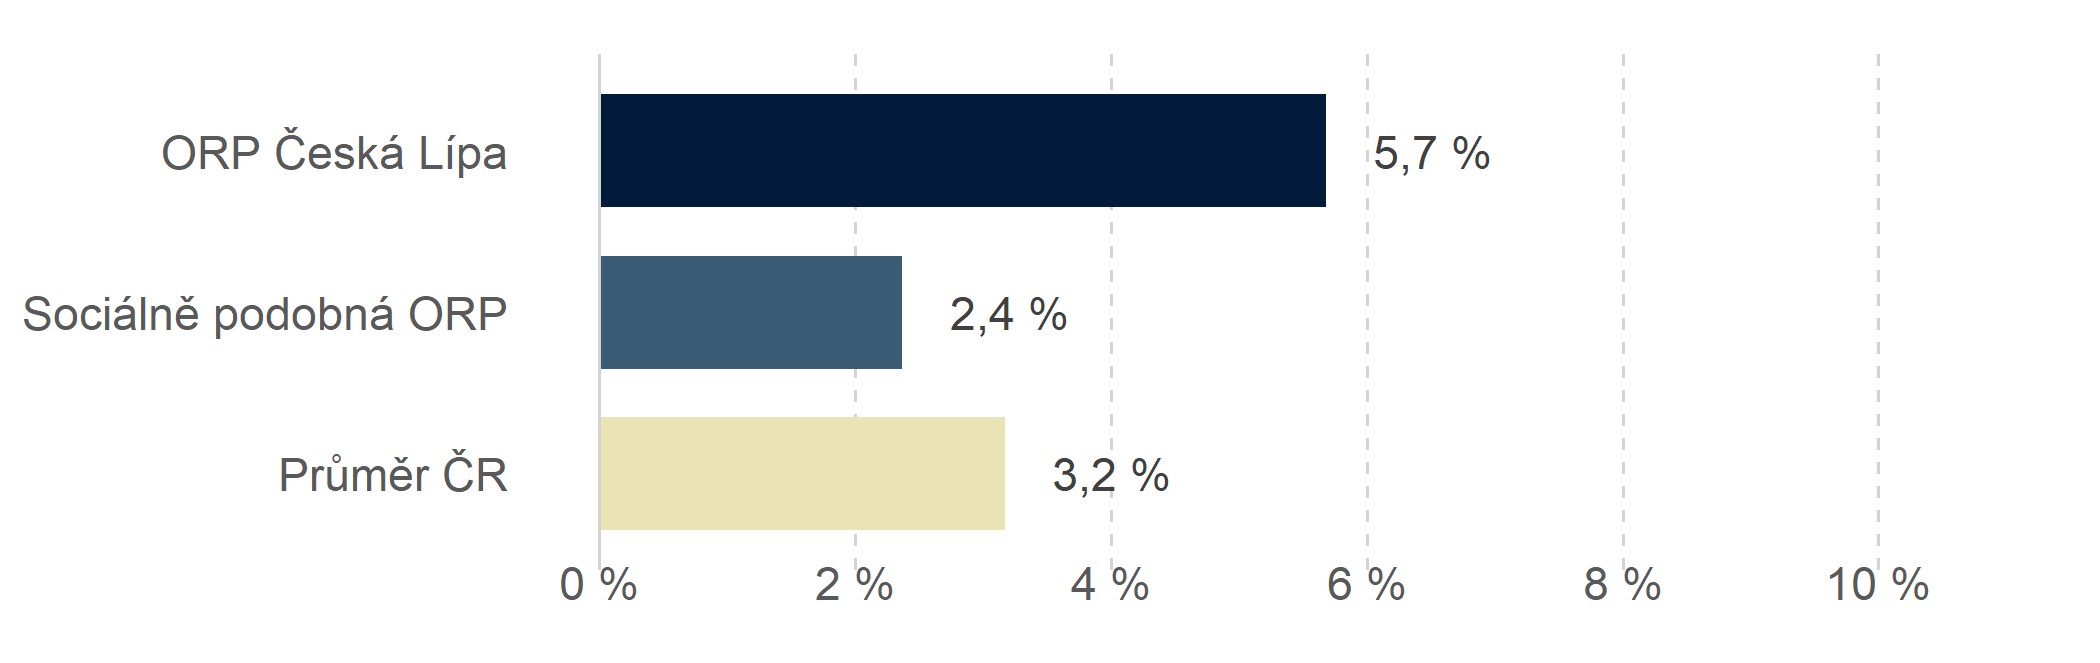 ORP Česká Lípa
5,7 %
Sociálně podobná ORP
2,4 %
Průměr ČR
3,2 %
0 % 2 % 4 % 6 % 8 % 10 %